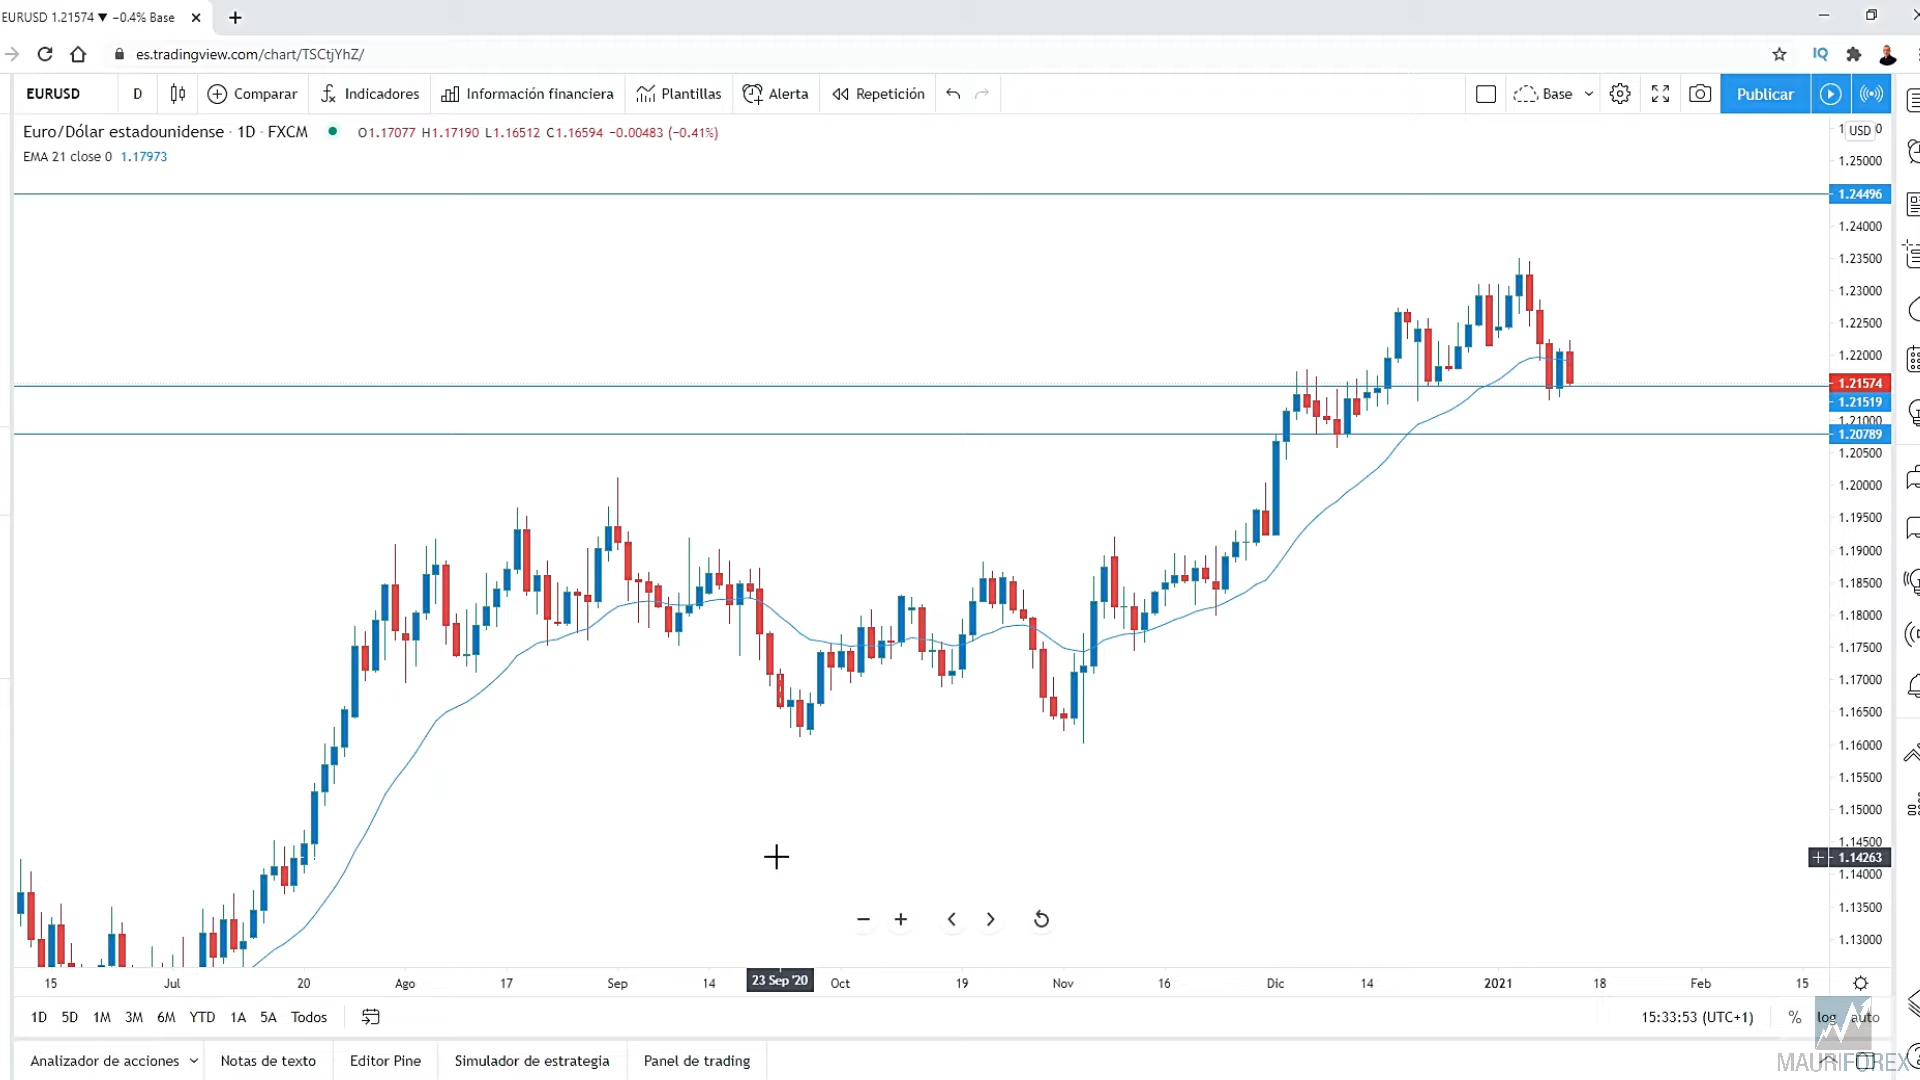 EURUSD 1.21574 ▼ −0.4% Base
es.tradingview.com/chart/TSCtjYhZ/
IQ
EURUSD D Comparar Indicadores Información financiera Plantillas Alerta Repetición Base Publicar
Euro/Dólar estadounidense · 1D · FXCM O1.17077 H1.17190 L1.16512 C1.16594 −0.00483 (−0.41%)
EMA 21 close 0 1.17973
USD
1.25000
1.24496
1.24000
1.23500
1.23000
1.22500
1.22000
1.21574
1.21519
1.21000
1.20789
1.20500
1.20000
1.19500
1.19000
1.18500
1.18000
1.17500
1.17000
1.16500
1.16000
1.15500
1.15000
1.14500
1.14263
1.14000
1.13500
1.13000
15 Jul 20 Ago 17 Sep 14 23 Sep '20 Oct 19 Nov 16 Dic 14 2021 18 Feb 15
1D 5D 1M 3M 6M YTD 1A 5A Todos 15:33:53 (UTC+1) % log auto
Analizador de acciones Notas de texto Editor Pine Simulador de estrategia Panel de trading
MAURIFOREX